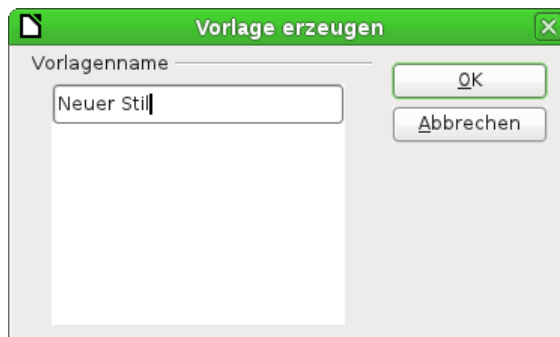 Vorlage erzeugen
Vorlagenname
Neuer Stil
OK
Abbrechen